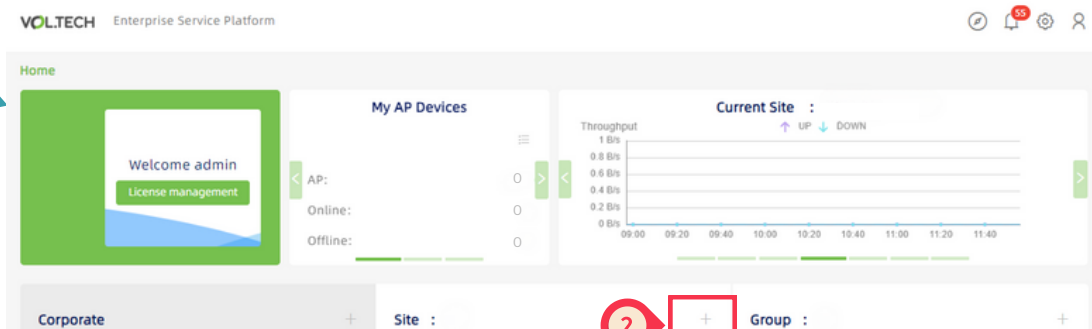 VOLTECH Enterprise Service Platform
55
Home
Welcome admin
License management
My AP Devices
AP: 0
Online: 0
Offline: 0
Current Site :
Throughput
UP DOWN
1 B/s
0.8 B/s
0.6 B/s
0.4 B/s
0.2 B/s
0 B/s
09:00 09:20 09:40 10:00 10:20 10:40 11:00 11:20 11:40
Corporate +
Site : +
2
Group : +